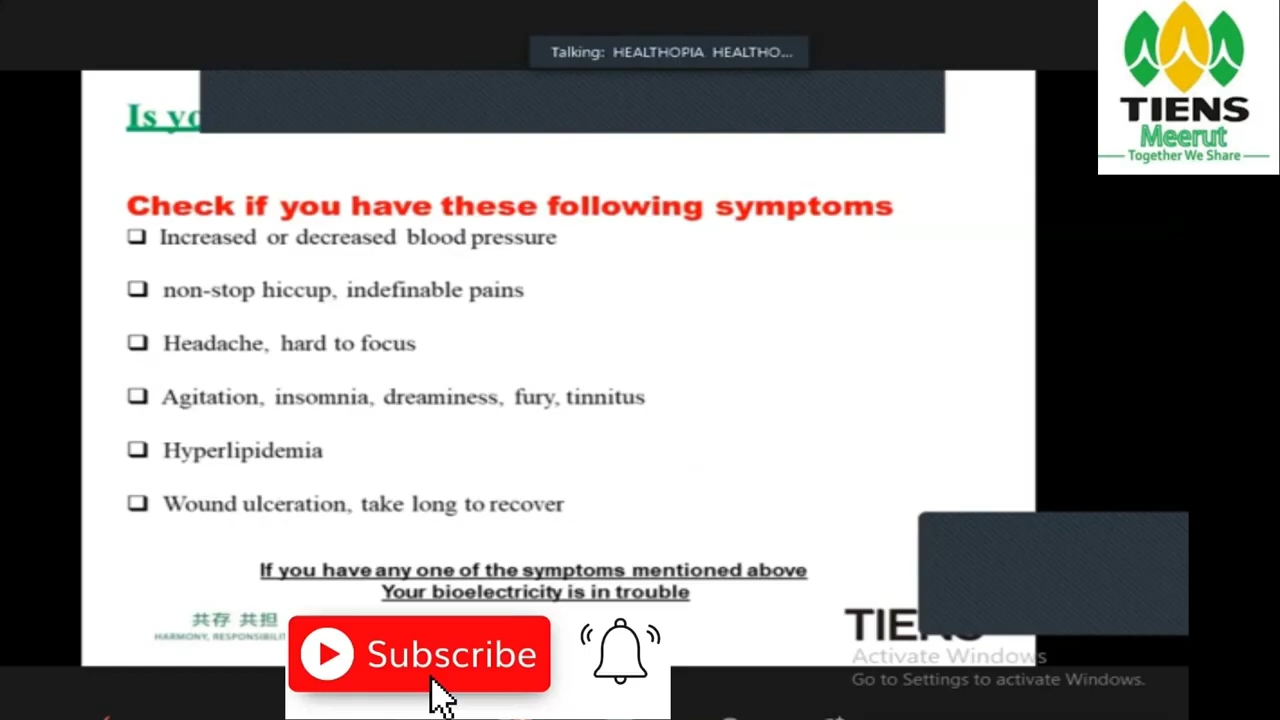 Talking: HEALTHOPIA HEALTHO...
TIENS
Meerut
Together We Share
Is yo
Check if you have these following symptoms
Increased or decreased blood pressure
non-stop hiccup, indefinable pains
Headache, hard to focus
Agitation, insomnia, dreaminess, fury, tinnitus
Hyperlipidemia
Wound ulceration, take long to recover
If you have any one of the symptoms mentioned above
Your bioelectricity is in trouble
共存 共担
HARMONY, RESPONSIBILIT
TIENS
Subscribe
Activate Windows
Go to Settings to activate Windows.